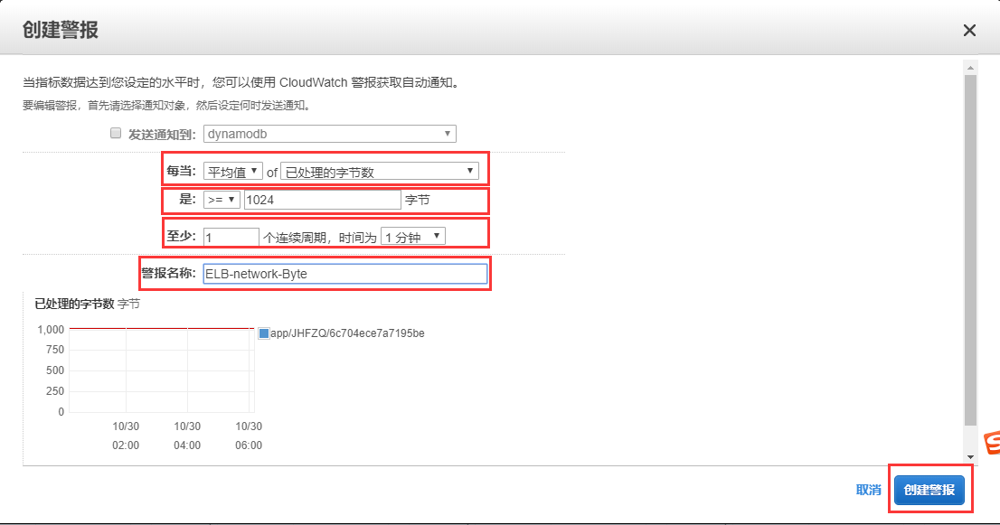 创建警报
当指标数据达到您设定的水平时，您可以使用 CloudWatch 警报获取自动通知。
要编辑警报，首先请选择通知对象，然后设定何时发送通知。
发送通知到： dynamodb
每当： 平均值 of 已处理的字节数
是： >= 1024 字节
至少： 1 个连续周期，时间为 1 分钟
警报名称： ELB-network-Byte
已处理的字节数 字节
1,000
750
500
250
0
app/JHFZQ/6c704ece7a7195be
10/30 10/30 10/30
02:00 04:00 06:00
取消 创建警报